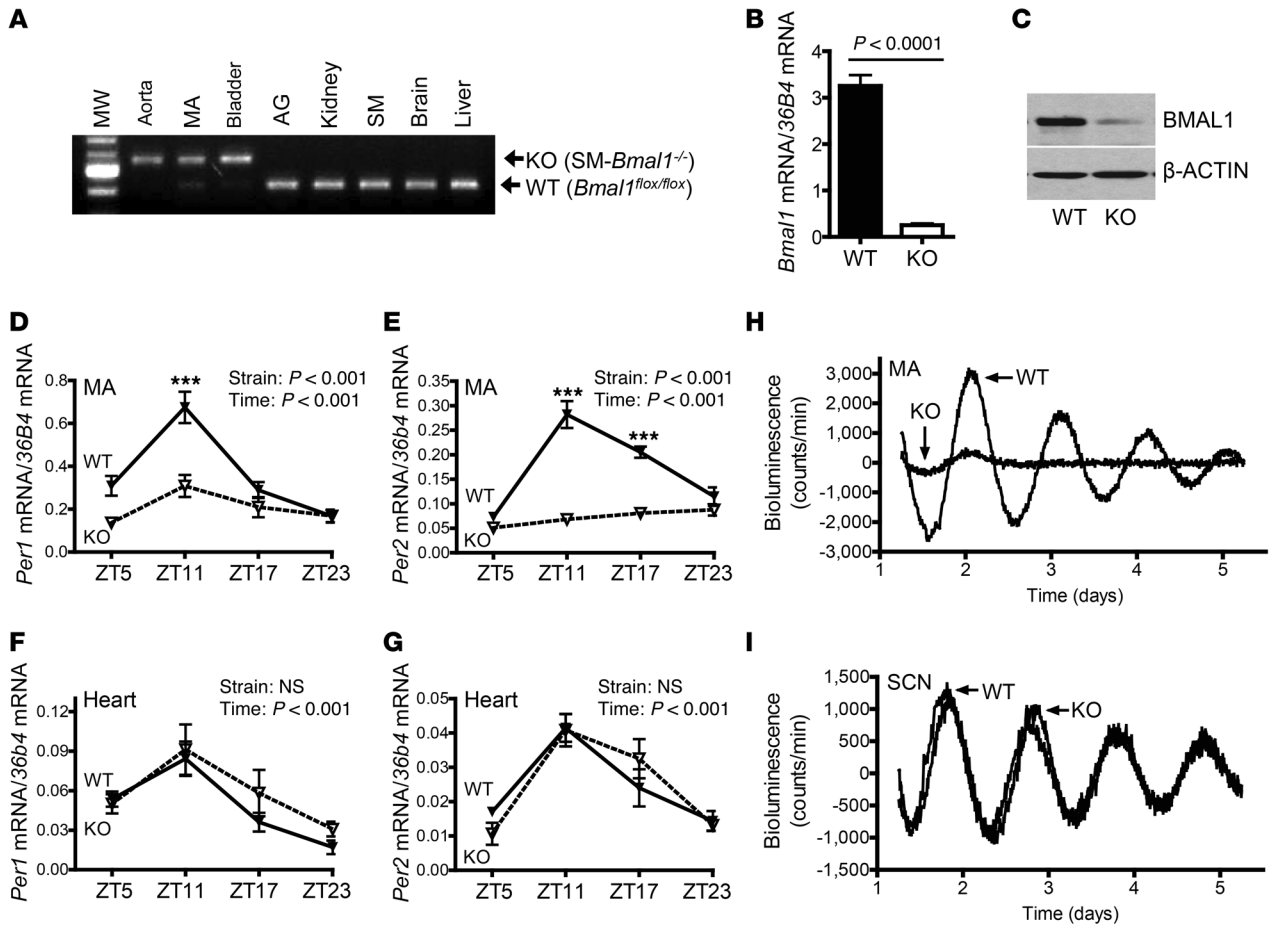 A
MW
Aorta
MA
Bladder
AG
Kidney
SM
Brain
Liver
KO (SM-Bmal1-/-)
WT (Bmal1flox/flox)
B
Bmal1 mRNA/36B4 mRNA
P < 0.0001
4
3
2
1
0
WT
KO
C
BMAL1
β-ACTIN
WT KO
D
Per1 mRNA/36B4 mRNA
MA
***
Strain: P < 0.001
Time: P < 0.001
0.8
0.6
0.4
0.2
0.0
WT
KO
ZT5 ZT11 ZT17 ZT23
E
Per2 mRNA/36b4 mRNA
MA
***
***
Strain: P < 0.001
Time: P < 0.001
0.35
0.30
0.25
0.20
0.15
0.10
0.05
0.00
WT
KO
ZT5 ZT11 ZT17 ZT23
H
Bioluminescence
(counts/min)
MA
WT
KO
3,000
2,000
1,000
0
-1,000
-2,000
-3,000
1 2 3 4 5
Time (days)
F
Per1 mRNA/36b4 mRNA
Heart
Strain: NS
Time: P < 0.001
0.12
0.09
0.06
0.03
0.00
WT
KO
ZT5 ZT11 ZT17 ZT23
G
Per2 mRNA/36b4 mRNA
Heart
Strain: NS
Time: P < 0.001
0.05
0.04
0.03
0.02
0.01
0.00
WT
KO
ZT5 ZT11 ZT17 ZT23
I
Bioluminescence
(counts/min)
SCN
WT
KO
1,500
1,000
500
0
-500
-1,000
-1,500
1 2 3 4 5
Time (days)